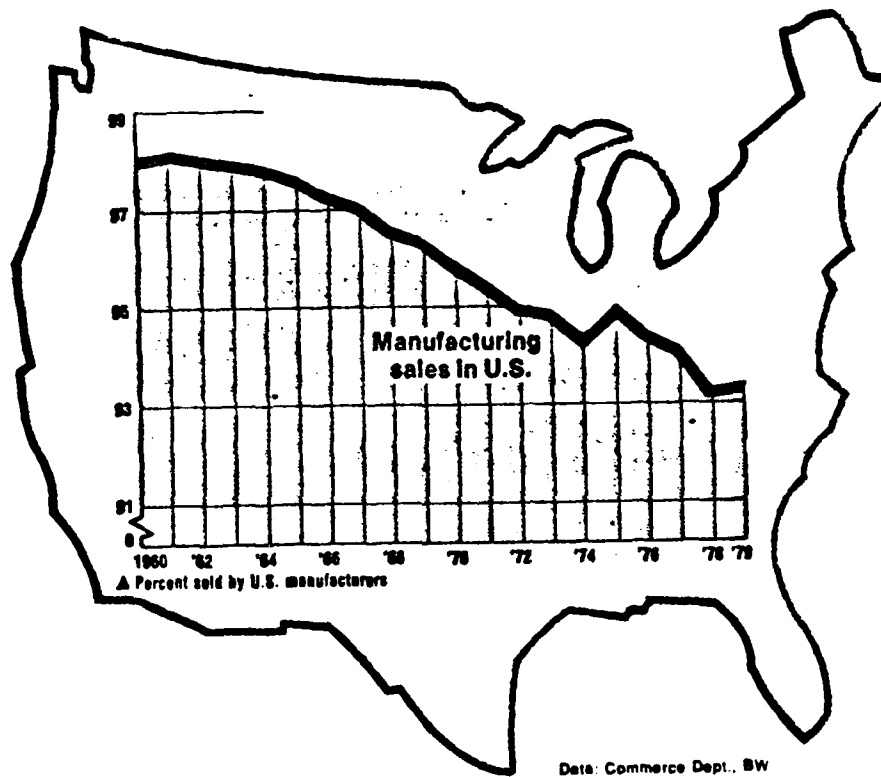 99
97
95
Manufacturing
sales in U.S.
93
91
0
1960 '62 '64 '66 '68 '70 '72 '74 '76 '78 '79
▲ Percent sold by U.S. manufacturers
Data: Commerce Dept., BW